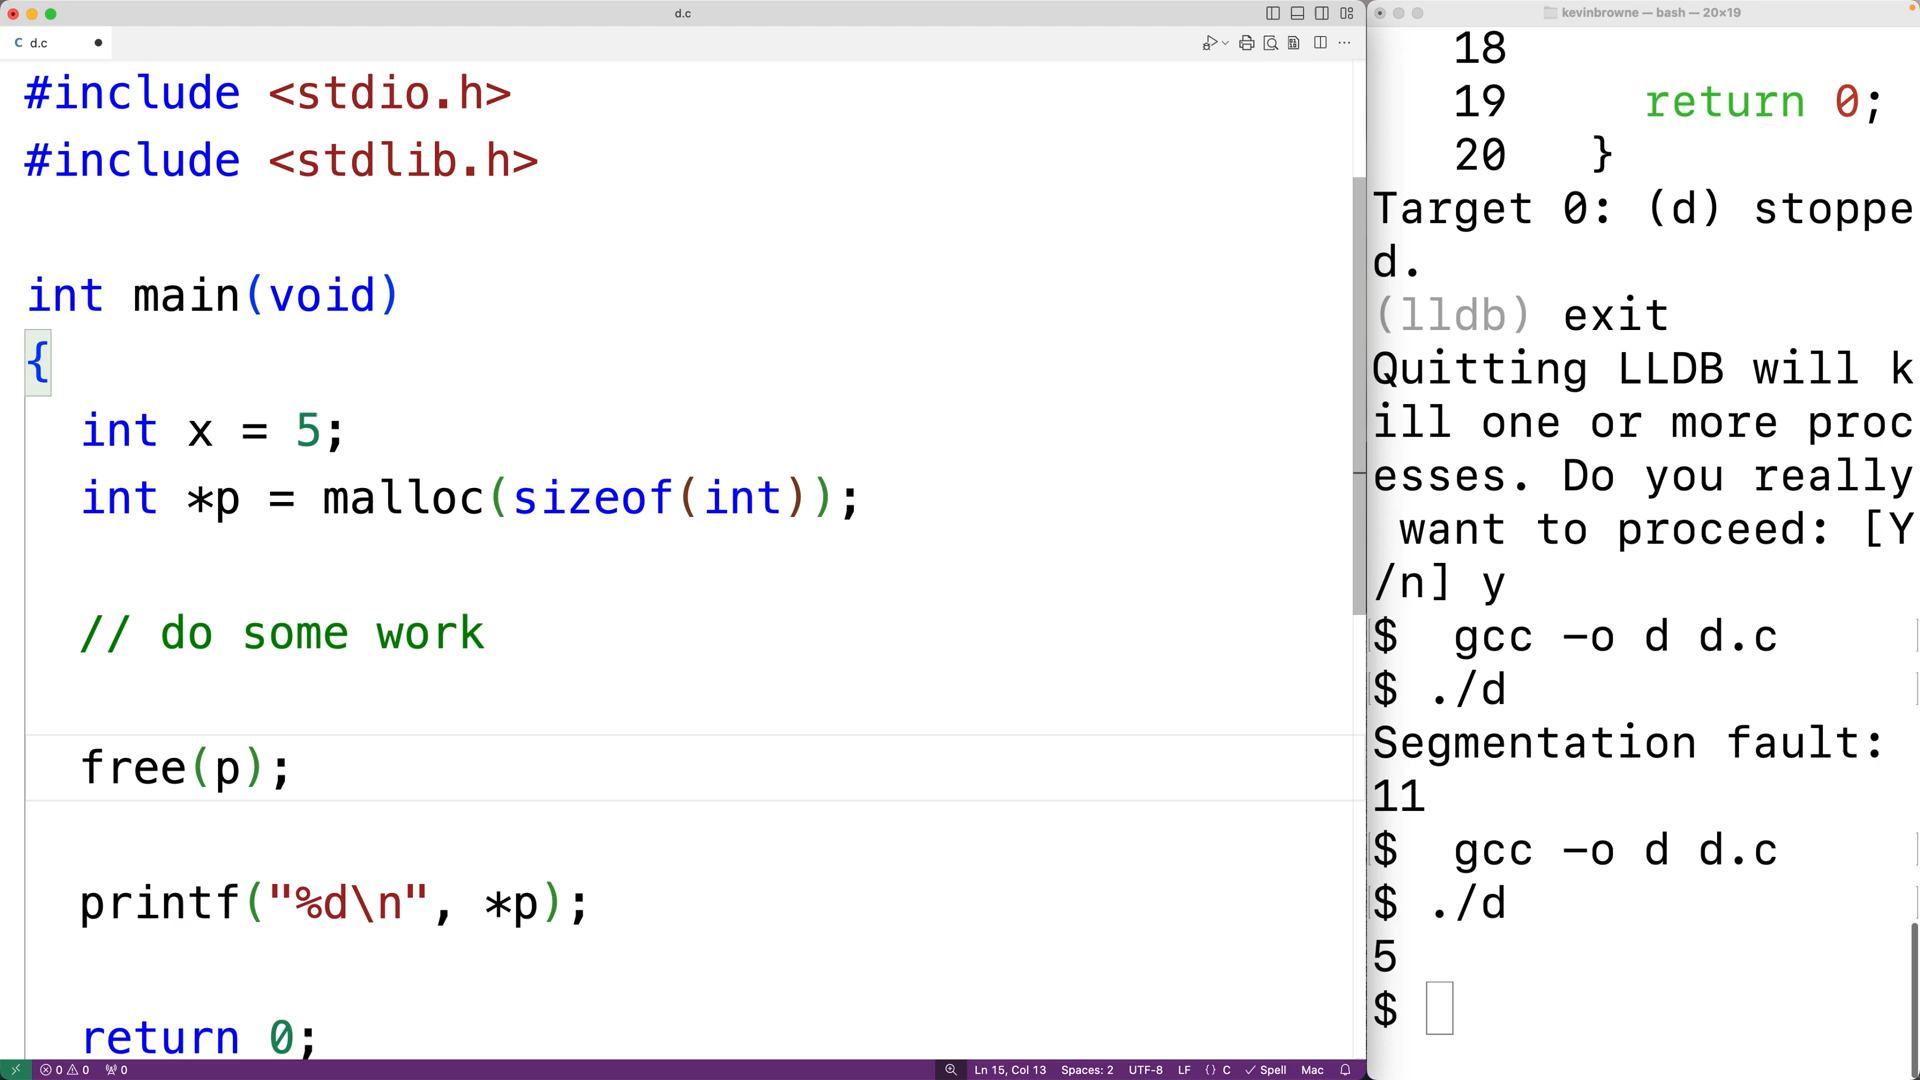 d.c
C d.c
#include <stdio.h>
#include <stdlib.h>
int main(void)
{
int x = 5;
int *p = malloc(sizeof(int));
// do some work
free(p);
printf("%d\n", *p);
return 0;
0 0 0
Ln 15, Col 13 Spaces: 2 UTF-8 LF {} C Spell Mac
kevinbrowne — bash — 20×19
18
19 return 0;
20 }
Target 0: (d) stoppe
d.
(lldb) exit
Quitting LLDB will k
ill one or more proc
esses. Do you really
want to proceed: [Y
/n] y
$ gcc -o d d.c
$ ./d
Segmentation fault:
11
$ gcc -o d d.c
$ ./d
5
$